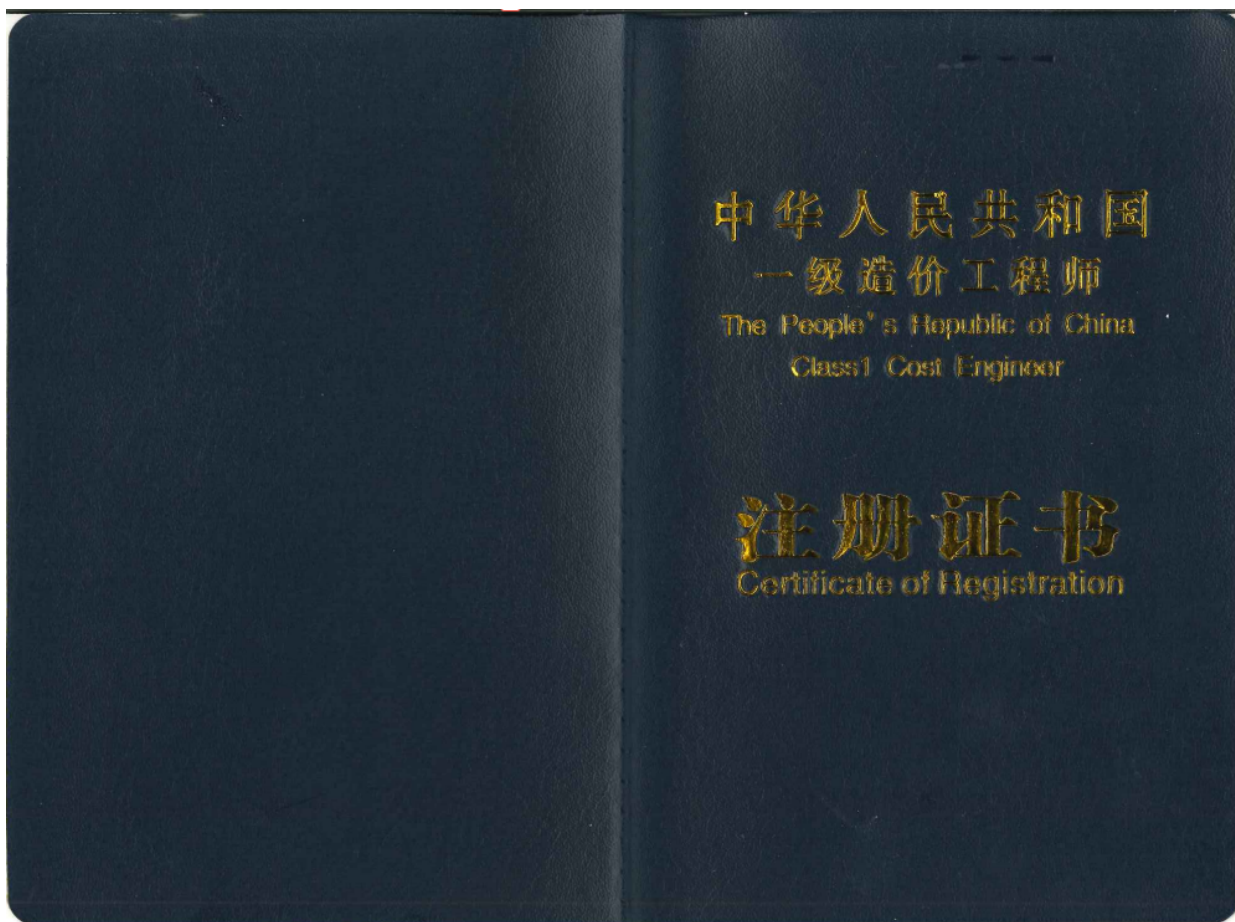 中华人民共和国
一级造价工程师
The People's Republic of China
Class1 Cost Engineer
注册证书
Certificate of Registration